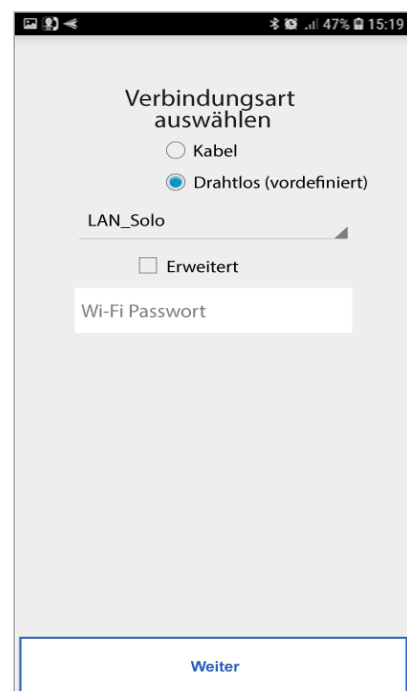 47% 15:19
Verbindungsart
auswählen
Kabel
Drahtlos (vordefiniert)
LAN_Solo
Erweitert
Wi-Fi Passwort
Weiter